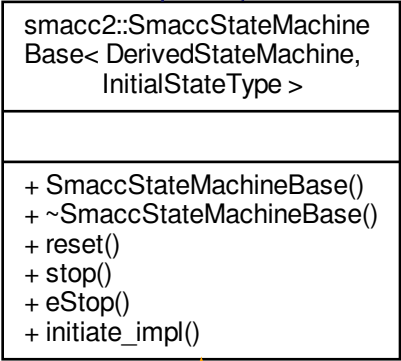 smacc2::SmaccStateMachine
Base< DerivedStateMachine,
InitialStateType >
+ SmaccStateMachineBase()
+ ~SmaccStateMachineBase()
+ reset()
+ stop()
+ eStop()
+ initiate_impl()